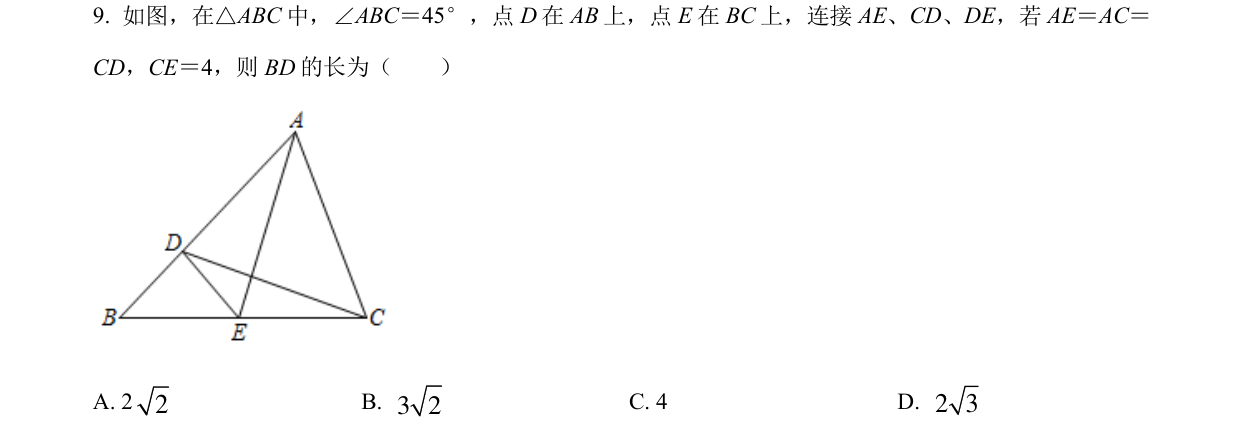 9. 如图，在△ABC中，∠ABC＝45°，点D在AB上，点E在BC上，连接AE、CD、DE，若AE＝AC＝
CD，CE＝4，则BD的长为（　　）
A
D
B
E
C
A. 2√2 B. 3√2 C. 4 D. 2√3